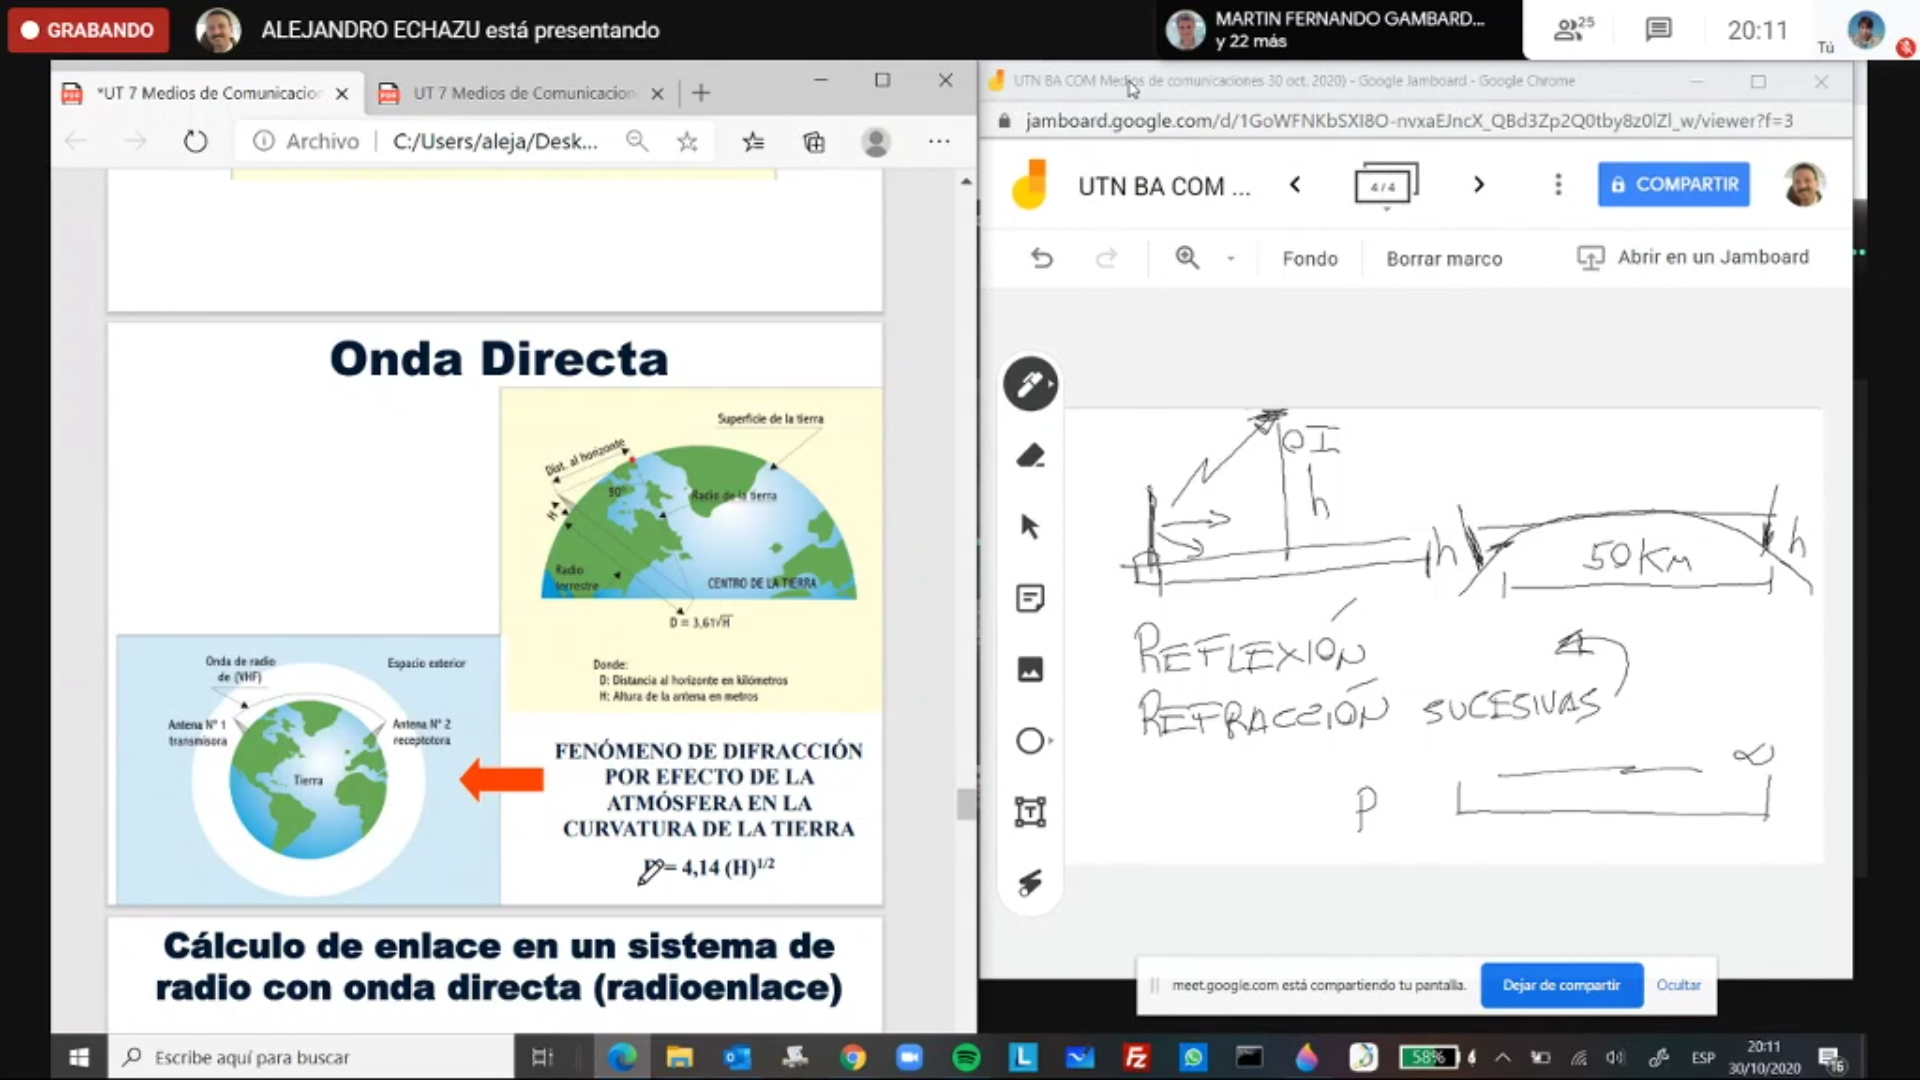 GRABANDO
ALEJANDRO ECHAZU está presentando
MARTIN FERNANDO GAMBARD...
y 22 más
25
20:11
Tú
*UT 7 Medios de Comunicacio
UT 7 Medios de Comunicacion
Archivo
C:/Users/aleja/Desk...
Onda Directa
Superficie de la tierra
Dist. al horizonte
90°
Radio de la tierra
H
Radio
terrestre
CENTRO DE LA TIERRA
D = 3,61√H
Donde:
D: Distancia al horizonte en kilómetros
H: Altura de la antena en metros
Onda de radio
de (VHF)
Espacio exterior
Antena N° 1
transmisora
Antena N° 2
receptotora
Tierra
FENÓMENO DE DIFRACCIÓN
POR EFECTO DE LA
ATMÓSFERA EN LA
CURVATURA DE LA TIERRA
= 4,14 (H)1/2
Cálculo de enlace en un sistema de
radio con onda directa (radioenlace)
UTN BA COM Medios de comunicaciones 30 oct. 2020) - Google Jamboard - Google Chrome
jamboard.google.com/d/1GoWFNKbSXI8O-nvxaEJncX_QBd3Zp2Q0tby8z0lZl_w/viewer?f=3
UTN BA COM ...
4 / 4
COMPARTIR
Fondo
Borrar marco
Abrir en un Jamboard
h
h
50 Km
h
REFLEXIÓN
REFRACCIÓN SUCESIVAS
P
∞
meet.google.com está compartiendo tu pantalla.
Dejar de compartir
Ocultar
Escribe aquí para buscar
58%
ESP
20:11
30/10/2020
16